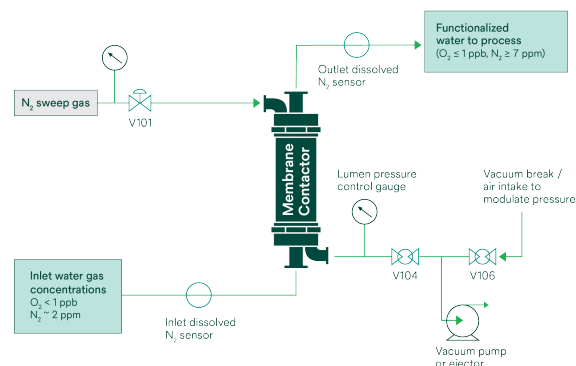 Functionalized
water to process
(O₂ ≤ 1 ppb, N₂ ≥ 7 ppm)
Outlet dissolved
N₂ sensor
N₂ sweep gas
V101
Membrane
Contactor
Lumen pressure
control gauge
Vacuum break /
air intake to
modulate pressure
V104
V106
Inlet water gas
concentrations
O₂ < 1 ppb
N₂ ~ 2 ppm
Inlet dissolved
N₂ sensor
Vacuum pump
or ejector